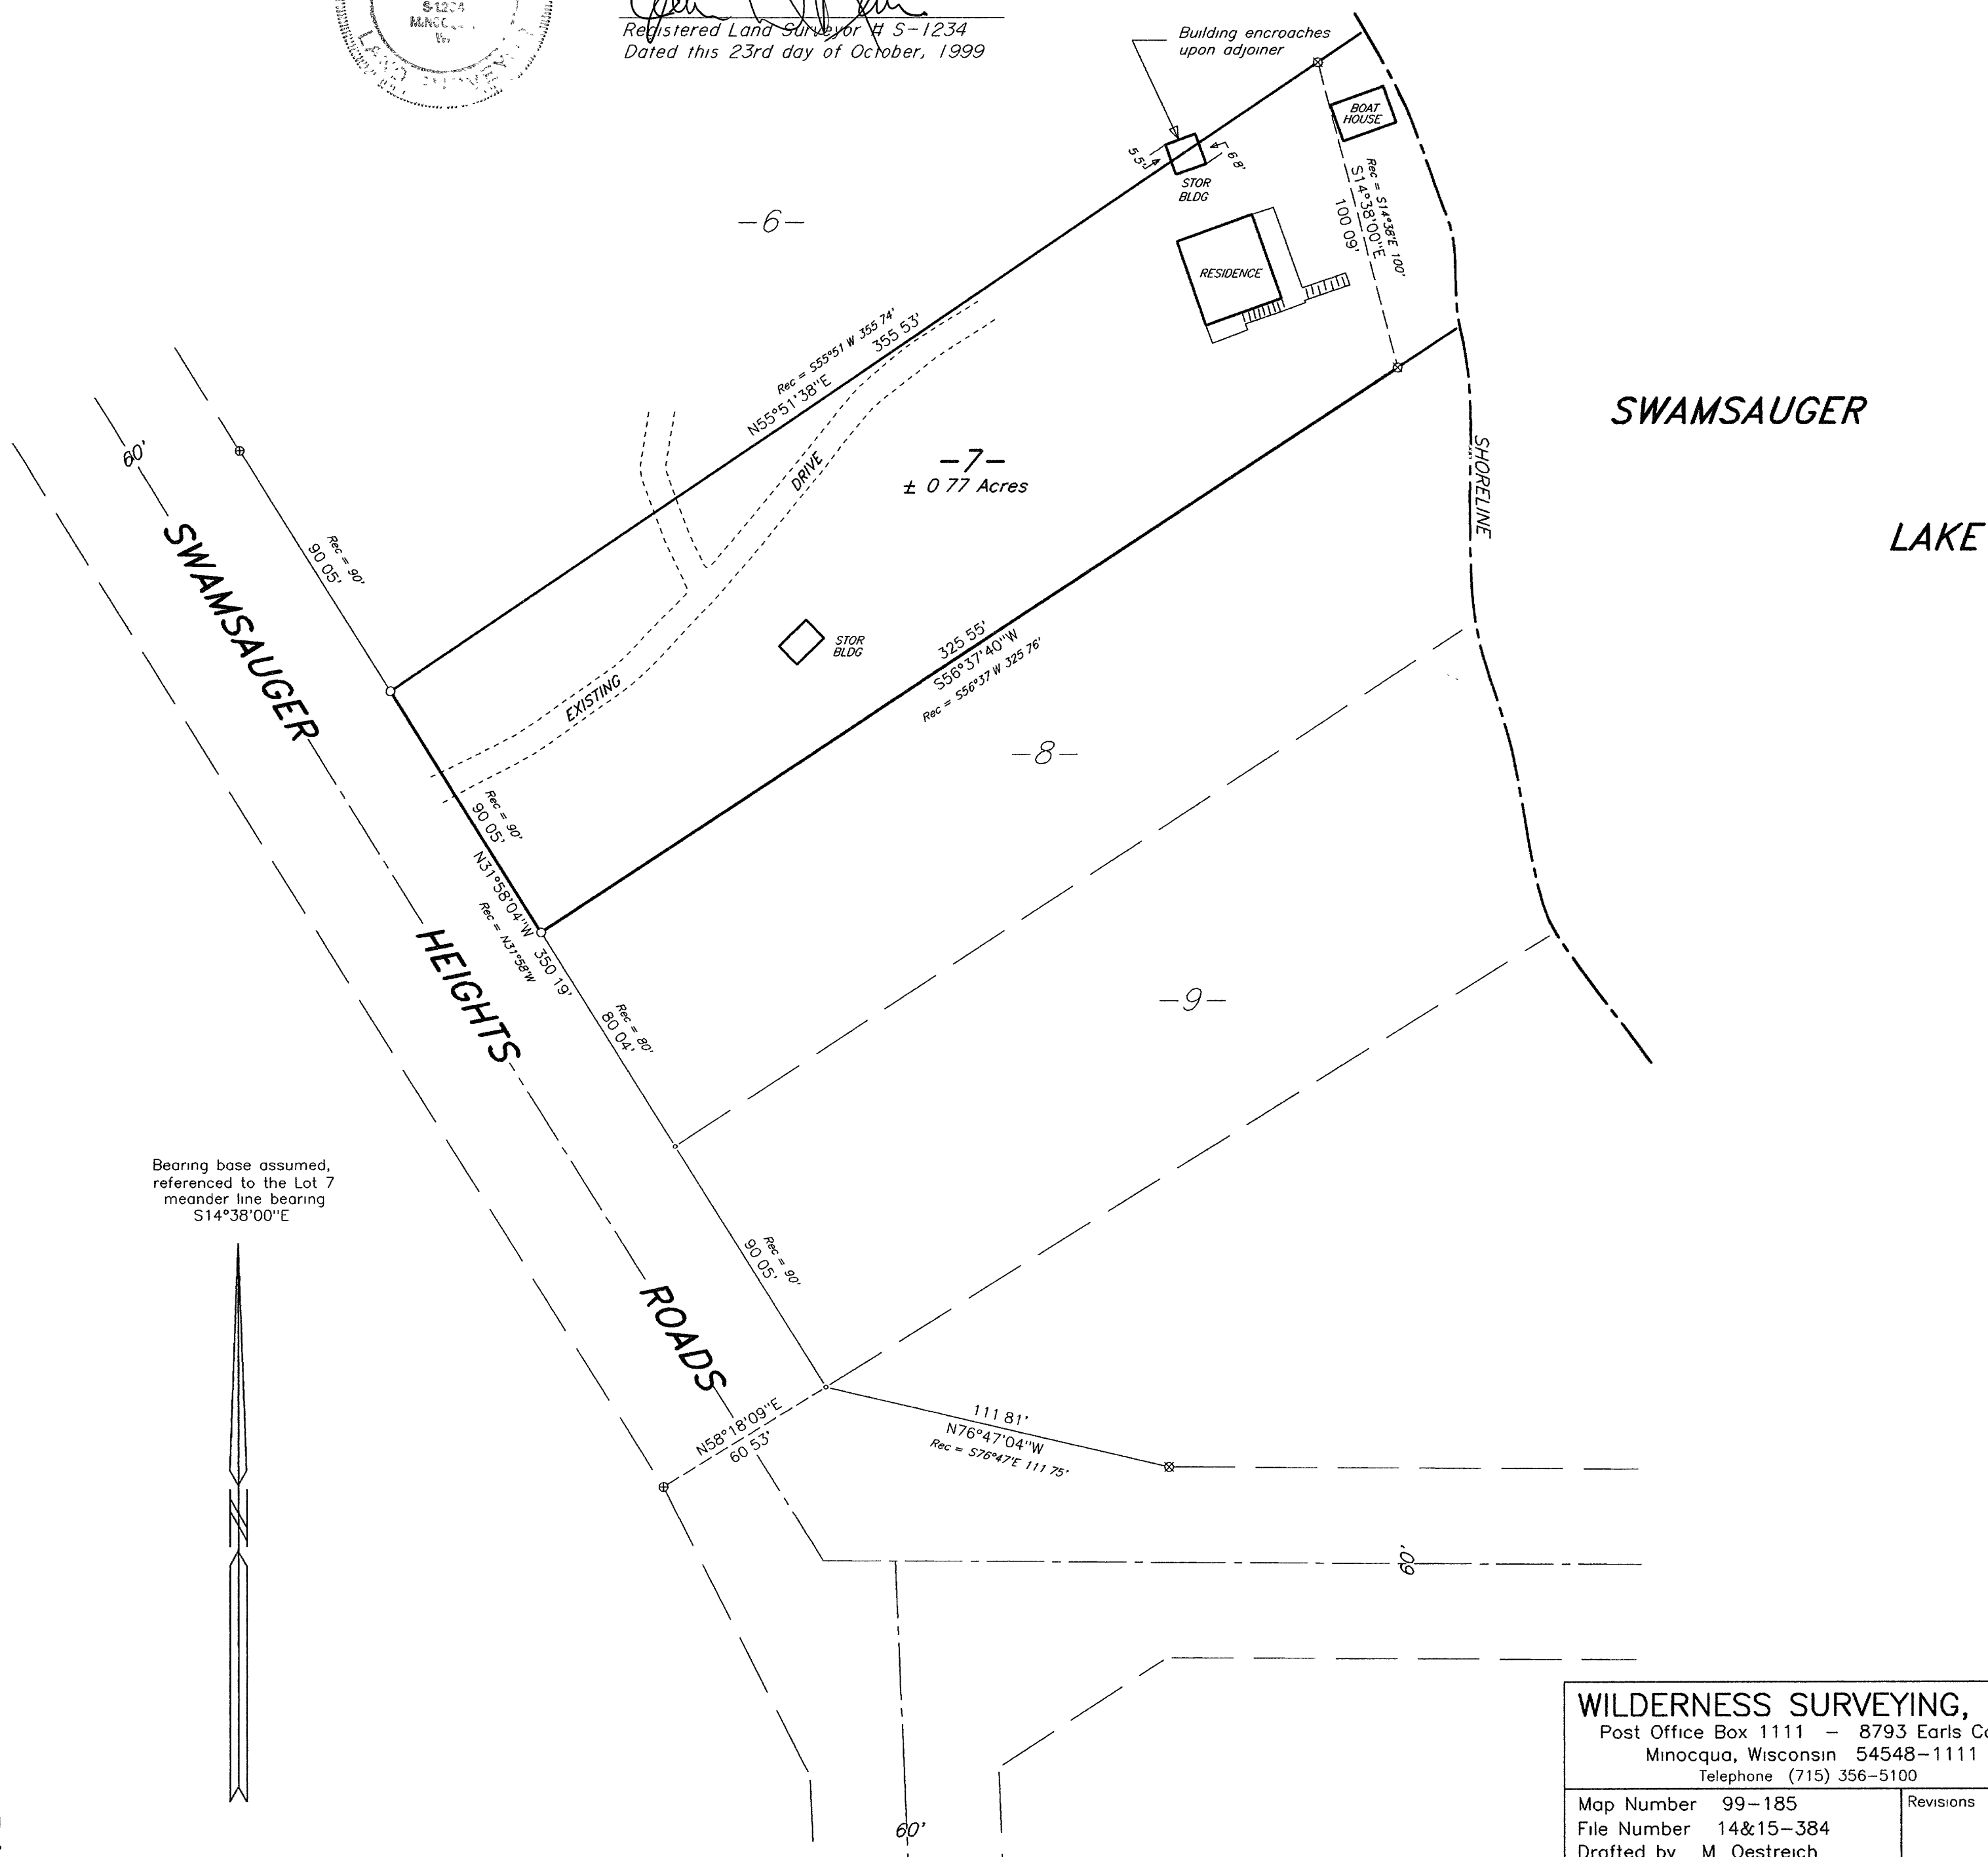 S-1234
Registered Land Surveyor # S-1234
Dated this 23rd day of October, 1999
Building encroaches
upon adjoiner
BOAT
HOUSE
5 5'
6 8'
STOR
BLDG
Rec = S14°38'E 100'
S14°38'00"E
100 09'
-6-
RESIDENCE
Rec = S55°51 W 355 74'
355 53'
N55°51'38"E
SWAMSAUGER
LAKE
SHORELINE
60'
-7-
± 0 77 Acres
DRIVE
EXISTING
Rec = 90'
90 05'
STOR
BLDG
325 55'
S56°37'40"W
Rec = S56°37 W 325 76'
SWAMSAUGER
HEIGHTS
ROADS
-8-
Rec = 90'
90 05'
N31°58'04"W 350 19'
Rec = N31°58'W
Rec = 80'
80 04'
-9-
Bearing base assumed,
referenced to the Lot 7
meander line bearing
S14°38'00"E
Rec = 90'
90 05'
N58°18'09"E
60 53'
111 81'
N76°47'04"W
Rec = S76°47'E 111 75'
N
60'
60'
WILDERNESS SURVEYING,
Post Office Box 1111 - 8793 Earls
Minocqua, Wisconsin 54548-1111
Telephone (715) 356-5100
Map Number 99-185
Revisions
File Number 14&15-384
Drafted by M Oestreich